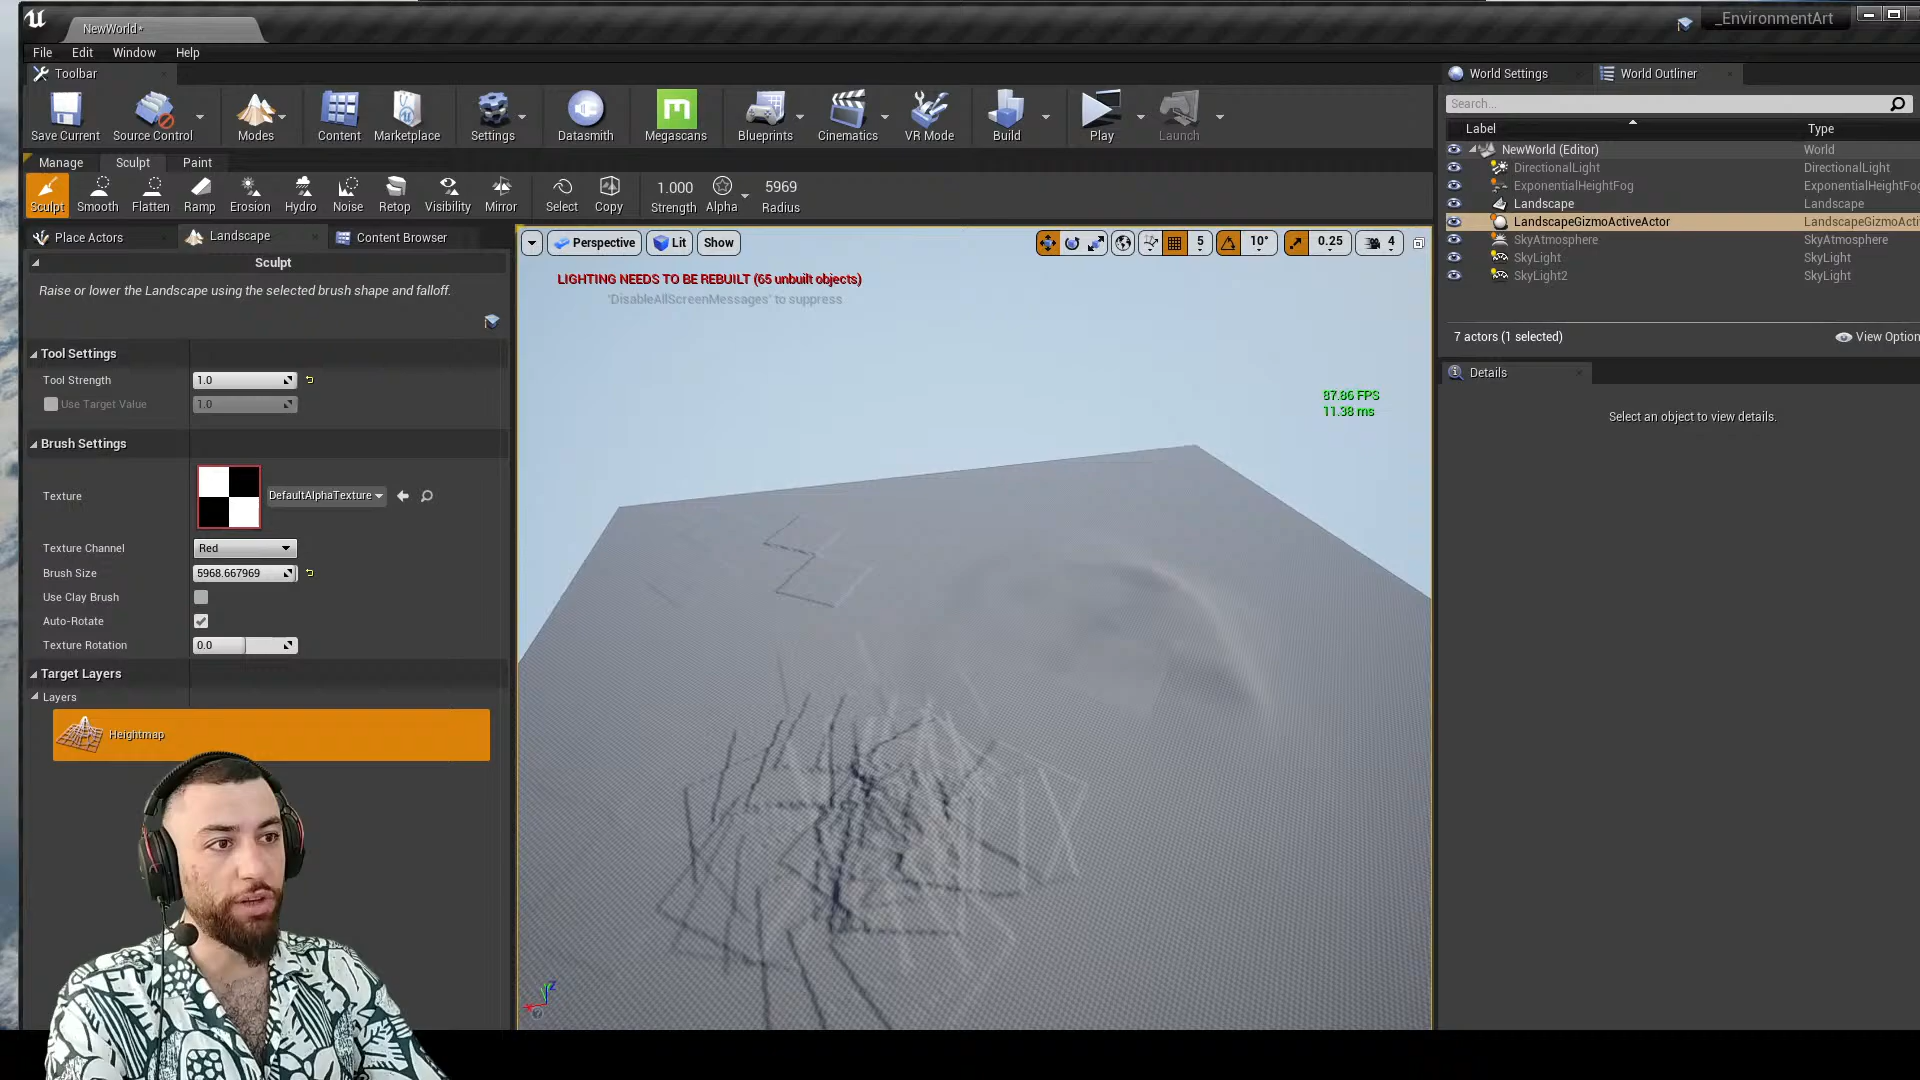 NewWorld*
_EnvironmentArt
File Edit Window Help
Toolbar
World Settings
World Outliner
Save Current
Source Control
Modes
Content
Marketplace
Settings
Datasmith
Megascans
Blueprints
Cinematics
VR Mode
Build
Play
Launch
Search...
Label Type
NewWorld (Editor) World
DirectionalLight DirectionalLight
ExponentialHeightFog ExponentialHeightFog
Landscape Landscape
LandscapeGizmoActiveActor LandscapeGizmoActi
SkyAtmosphere SkyAtmosphere
SkyLight SkyLight
SkyLight2 SkyLight
7 actors (1 selected)
View Option
Details
Select an object to view details.
Manage Sculpt Paint
Sculpt
Smooth
Flatten
Ramp
Erosion
Hydro
Noise
Retop
Visibility
Mirror
Select
Copy
1.000
Strength
Alpha
5969
Radius
Place Actors
Landscape
Content Browser
Sculpt
Raise or lower the Landscape using the selected brush shape and falloff.
Tool Settings
Tool Strength 1.0
Use Target Value 1.0
Brush Settings
Texture
DefaultAlphaTexture
Texture Channel Red
Brush Size 5968.667969
Use Clay Brush
Auto-Rotate
Texture Rotation 0.0
Target Layers
Layers
Heightmap
Perspective
Lit
Show
5
10°
0.25
4
LIGHTING NEEDS TO BE REBUILT (65 unbuilt objects)
'DisableAllScreenMessages' to suppress
87.86 FPS
11.38 ms
m
Z